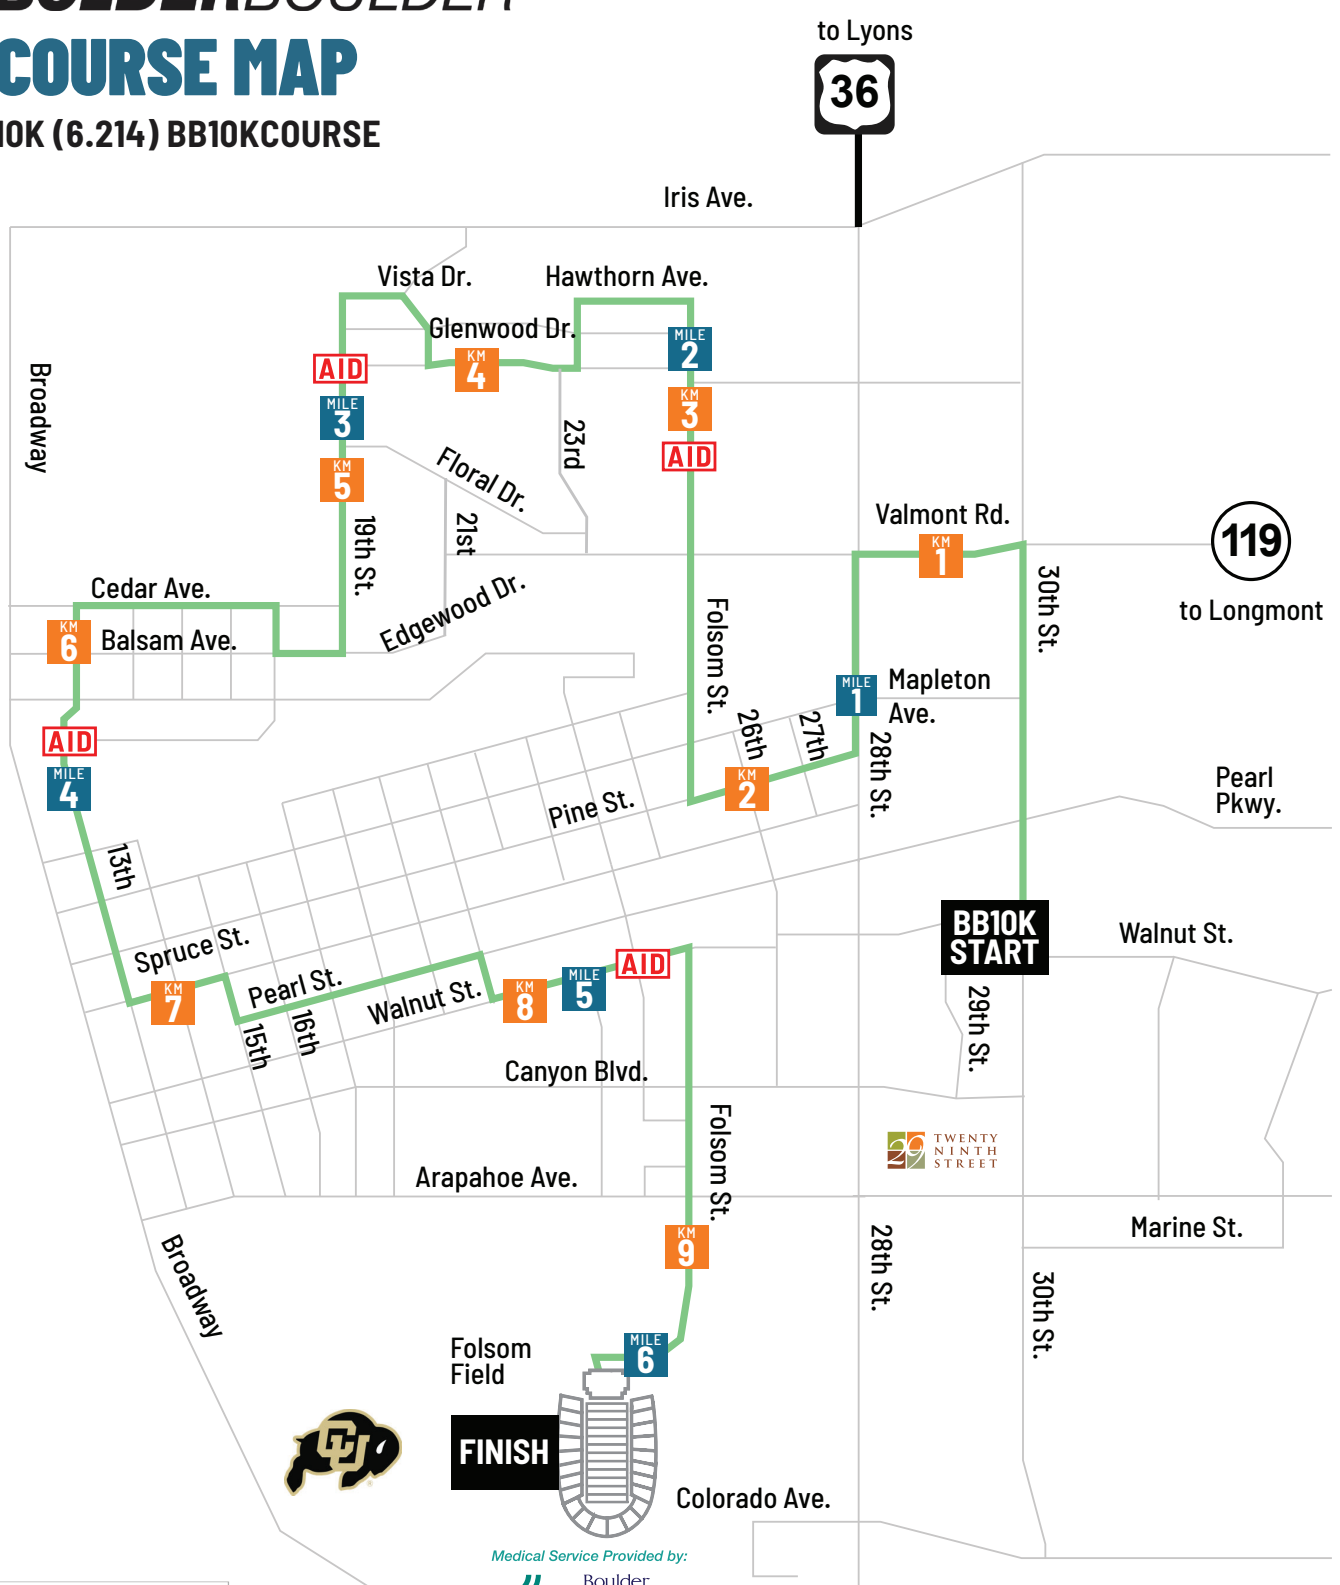 BOLDERBOULDER
COURSE MAP
10K (6.214) BB10KCOURSE
to Lyons
36
Iris Ave.
Vista Dr.
Hawthorn Ave.
Glenwood Dr.
MILE
2
KM
4
AID
KM
3
MILE
3
AID
Broadway
23rd
Floral Dr.
KM
5
19th St.
21st
Valmont Rd.
KM
1
119
to Longmont
30th St.
Cedar Ave.
Edgewood Dr.
Folsom St.
KM
6
Balsam Ave.
MILE
1
Mapleton
Ave.
26th
27th
28th St.
AID
MILE
4
KM
2
Pine St.
Pearl
Pkwy.
13th
Spruce St.
BB10K
START
Walnut St.
KM
7
Pearl St.
Walnut St.
KM
8
MILE
5
AID
15th
16th
29th St.
Canyon Blvd.
Folsom St.
29
TWENTY
NINTH
STREET
Arapahoe Ave.
Marine St.
KM
9
28th St.
30th St.
Broadway
Folsom
Field
MILE
6
CU
FINISH
Colorado Ave.
Medical Service Provided by:
Boulder